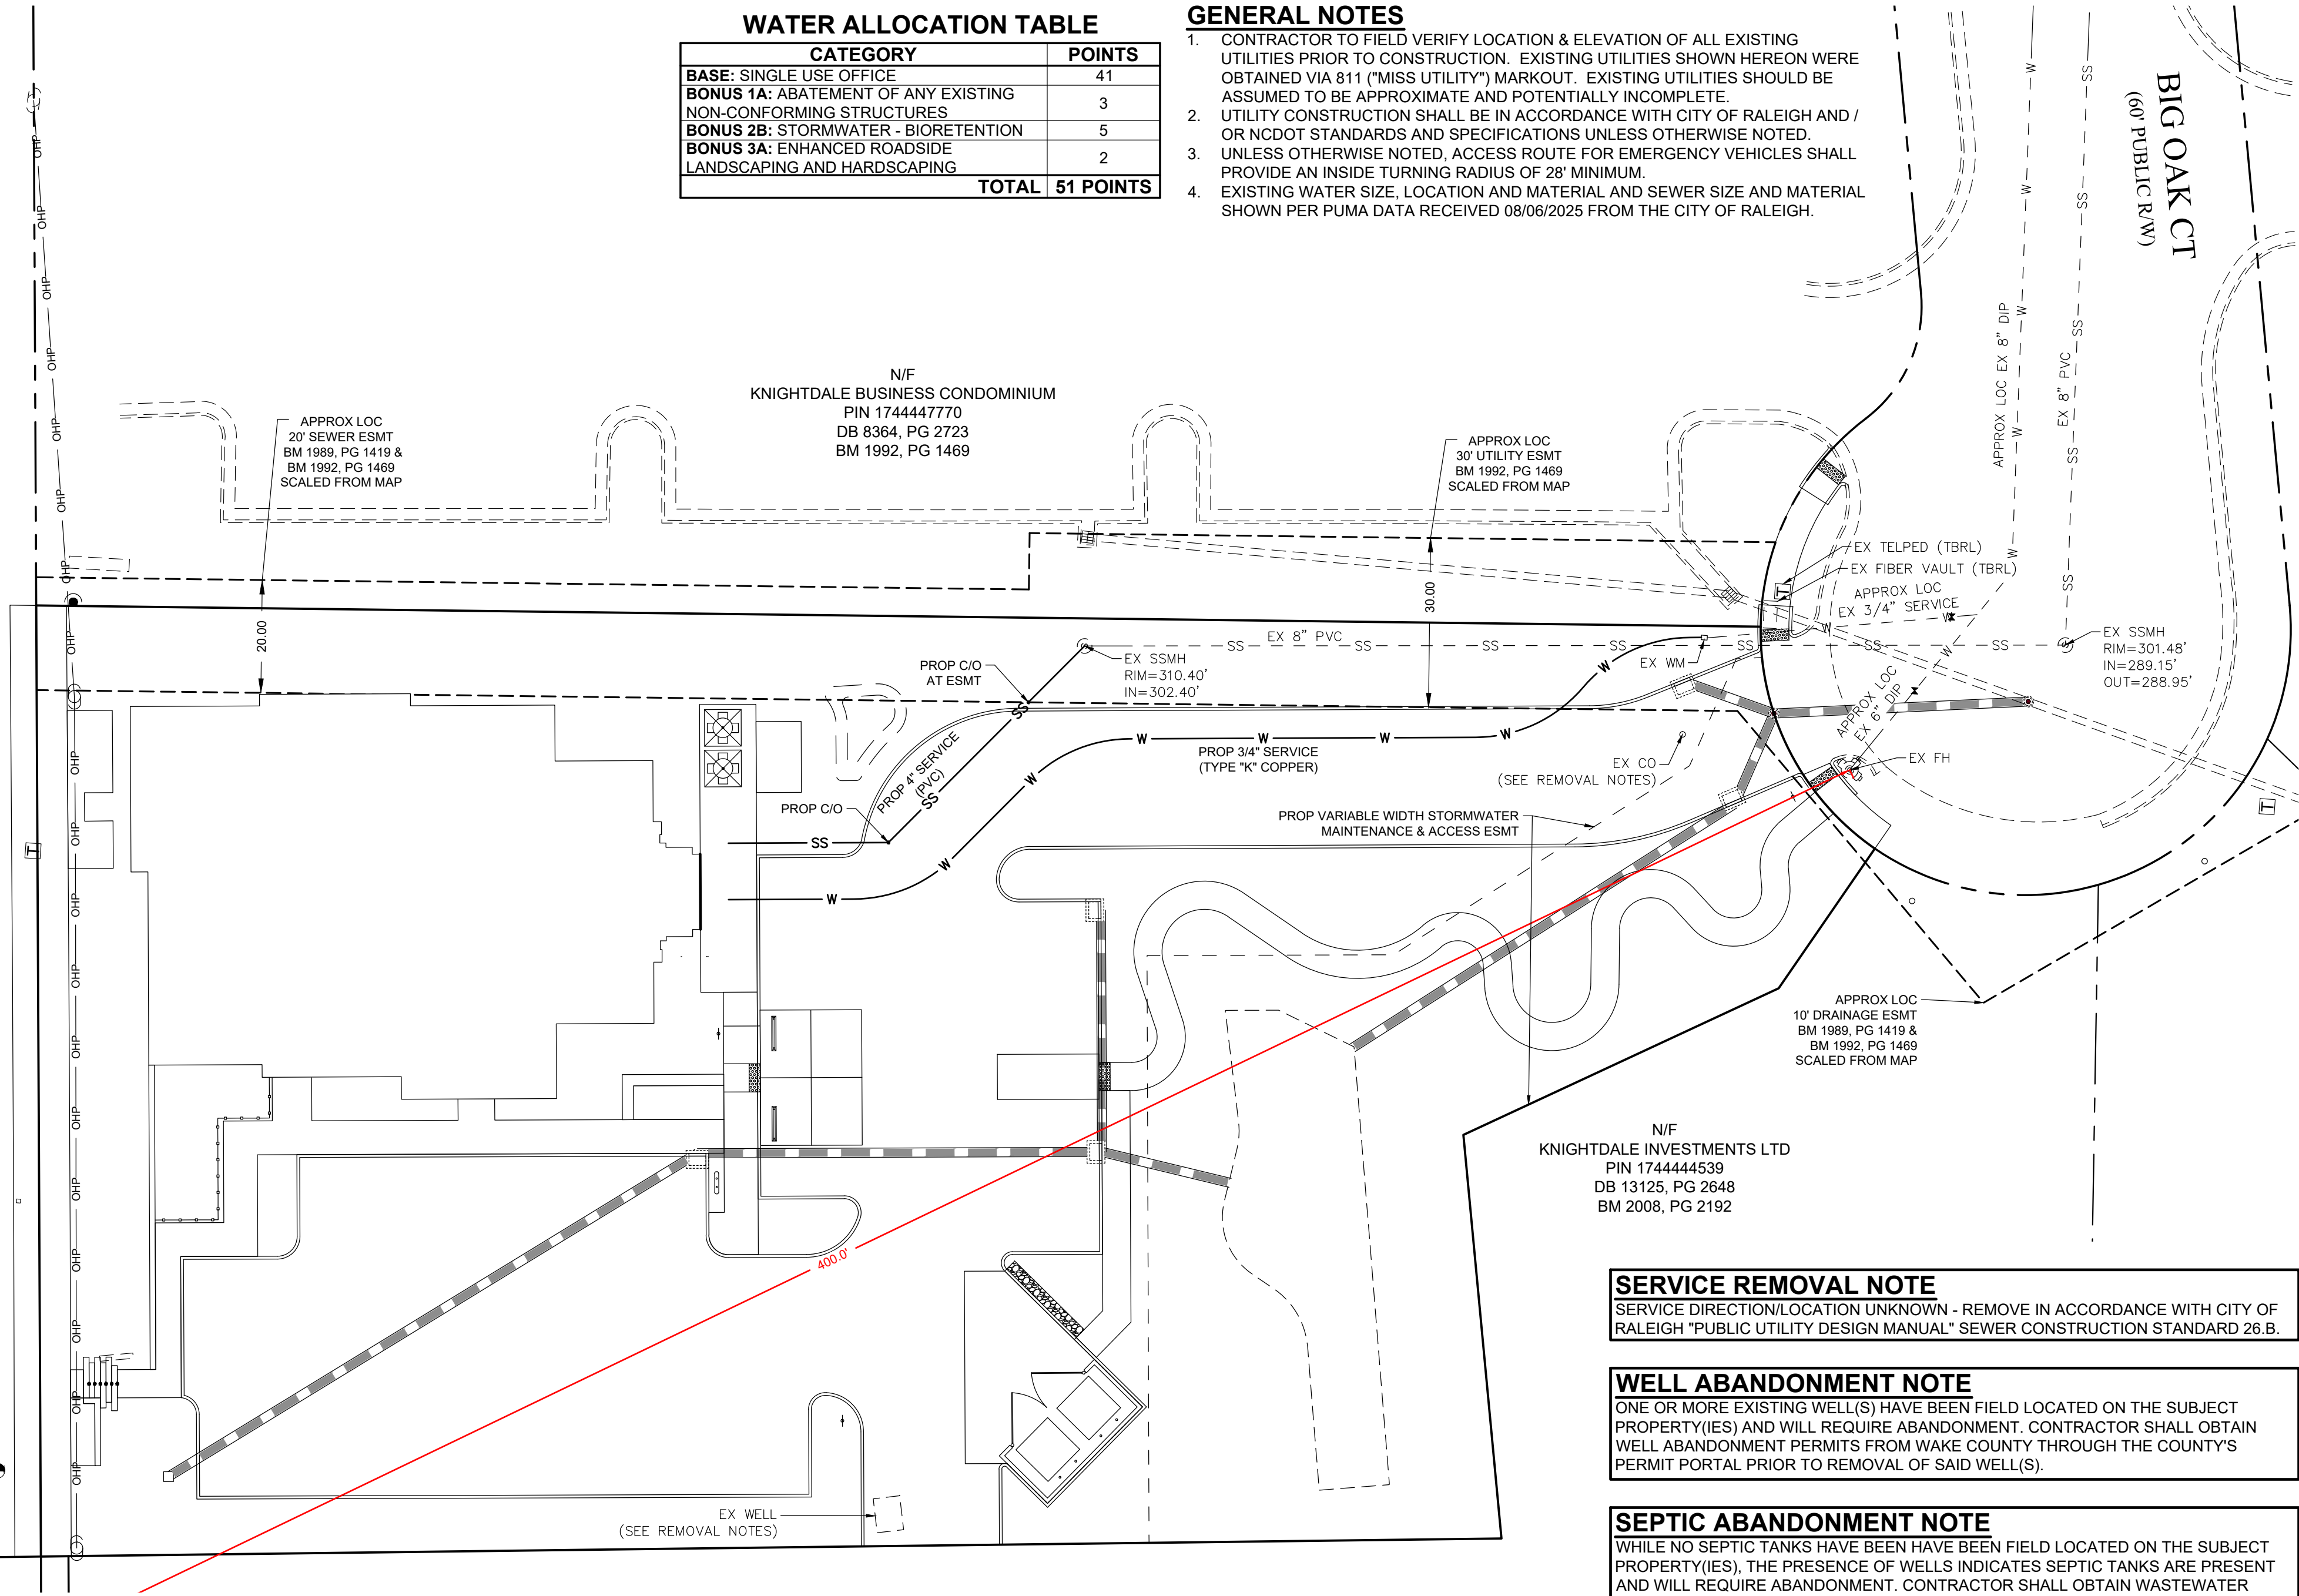 WATER ALLOCATION TABLE
CATEGORY POINTS
BASE: SINGLE USE OFFICE 41
BONUS 1A: ABATEMENT OF ANY EXISTING
NON-CONFORMING STRUCTURES 3
BONUS 2B: STORMWATER - BIORETENTION 5
BONUS 3A: ENHANCED ROADSIDE
LANDSCAPING AND HARDSCAPING 2
TOTAL 51 POINTS
GENERAL NOTES
1. CONTRACTOR TO FIELD VERIFY LOCATION & ELEVATION OF ALL EXISTING
UTILITIES PRIOR TO CONSTRUCTION. EXISTING UTILITIES SHOWN HEREON WERE
OBTAINED VIA 811 ("MISS UTILITY") MARKOUT. EXISTING UTILITIES SHOULD BE
ASSUMED TO BE APPROXIMATE AND POTENTIALLY INCOMPLETE.
2. UTILITY CONSTRUCTION SHALL BE IN ACCORDANCE WITH CITY OF RALEIGH AND /
OR NCDOT STANDARDS AND SPECIFICATIONS UNLESS OTHERWISE NOTED.
3. UNLESS OTHERWISE NOTED, ACCESS ROUTE FOR EMERGENCY VEHICLES SHALL
PROVIDE AN INSIDE TURNING RADIUS OF 28' MINIMUM.
4. EXISTING WATER SIZE, LOCATION AND MATERIAL AND SEWER SIZE AND MATERIAL
SHOWN PER PUMA DATA RECEIVED 08/06/2025 FROM THE CITY OF RALEIGH.
BIG OAK CT
(60' PUBLIC R/W)
N/F
KNIGHTDALE BUSINESS CONDOMINIUM
PIN 1744447770
DB 8364, PG 2723
BM 1992, PG 1469
APPROX LOC
20' SEWER ESMT
BM 1989, PG 1419 &
BM 1992, PG 1469
SCALED FROM MAP
APPROX LOC
30' UTILITY ESMT
BM 1992, PG 1469
SCALED FROM MAP
APPROX LOC EX 8" DIP
EX 8" PVC
EX TELPED (TBRL)
EX FIBER VAULT (TBRL)
APPROX LOC
EX 3/4" SERVICE
20.00
30.00
EX 8" PVC
EX SSMH
RIM=310.40'
IN=302.40'
EX SSMH
RIM=301.48'
IN=289.15'
OUT=288.95'
PROP C/O
AT ESMT
EX WM
APPROX LOC
EX 6" DIP
PROP 4" SERVICE
(PVC)
PROP 3/4" SERVICE
(TYPE "K" COPPER)
EX CO
(SEE REMOVAL NOTES)
EX FH
PROP C/O
PROP VARIABLE WIDTH STORMWATER
MAINTENANCE & ACCESS ESMT
SS
W
OHP
T
APPROX LOC
10' DRAINAGE ESMT
BM 1989, PG 1419 &
BM 1992, PG 1469
SCALED FROM MAP
N/F
KNIGHTDALE INVESTMENTS LTD
PIN 1744444539
DB 13125, PG 2648
BM 2008, PG 2192
400.0'
EX WELL
(SEE REMOVAL NOTES)
SERVICE REMOVAL NOTE
SERVICE DIRECTION/LOCATION UNKNOWN - REMOVE IN ACCORDANCE WITH CITY OF
RALEIGH "PUBLIC UTILITY DESIGN MANUAL" SEWER CONSTRUCTION STANDARD 26.B.
WELL ABANDONMENT NOTE
ONE OR MORE EXISTING WELL(S) HAVE BEEN FIELD LOCATED ON THE SUBJECT
PROPERTY(IES) AND WILL REQUIRE ABANDONMENT. CONTRACTOR SHALL OBTAIN
WELL ABANDONMENT PERMITS FROM WAKE COUNTY THROUGH THE COUNTY'S
PERMIT PORTAL PRIOR TO REMOVAL OF SAID WELL(S).
SEPTIC ABANDONMENT NOTE
WHILE NO SEPTIC TANKS HAVE BEEN HAVE BEEN FIELD LOCATED ON THE SUBJECT
PROPERTY(IES), THE PRESENCE OF WELLS INDICATES SEPTIC TANKS ARE PRESENT
AND WILL REQUIRE ABANDONMENT. CONTRACTOR SHALL OBTAIN WASTEWATER